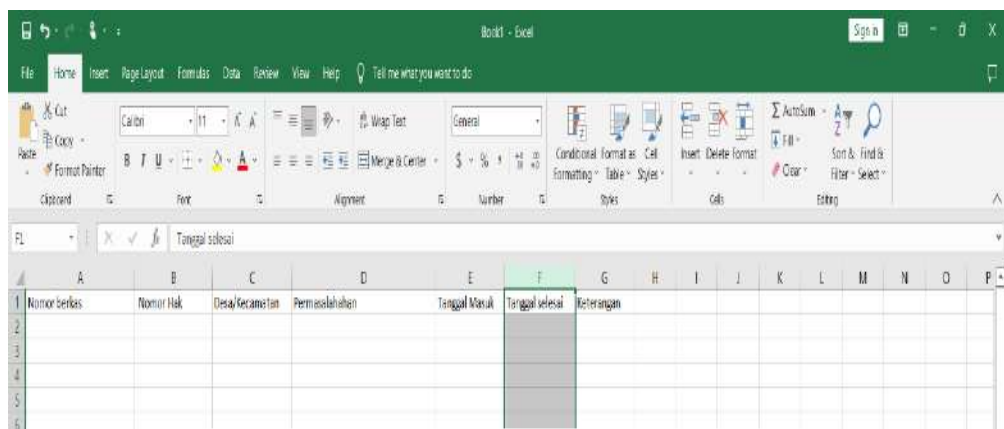 Book1 - Excel
Sign in
File Home Insert Page Layout Formulas Data Review View Help Tell me what you want to do
Cut
Copy
Paste
Format Painter
Clipboard
Calibri 11
B I U
Font
Wrap Text
Merge & Center
Alignment
General
$ %
Number
Conditional Formatting
Format as Table
Cell Styles
Styles
Insert Delete Format
Cells
AutoSum
Fill
Clear
Sort & Filter
Find & Select
Editing
F1 fx Tanggal selesai
A B C D E F G H I J K L M N O P
1 Nomor berkas Nomor Hak Desa/Kecamatan Permasalahahan Tanggal Masuk Tanggal selesai Keterangan
2
3
4
5
6